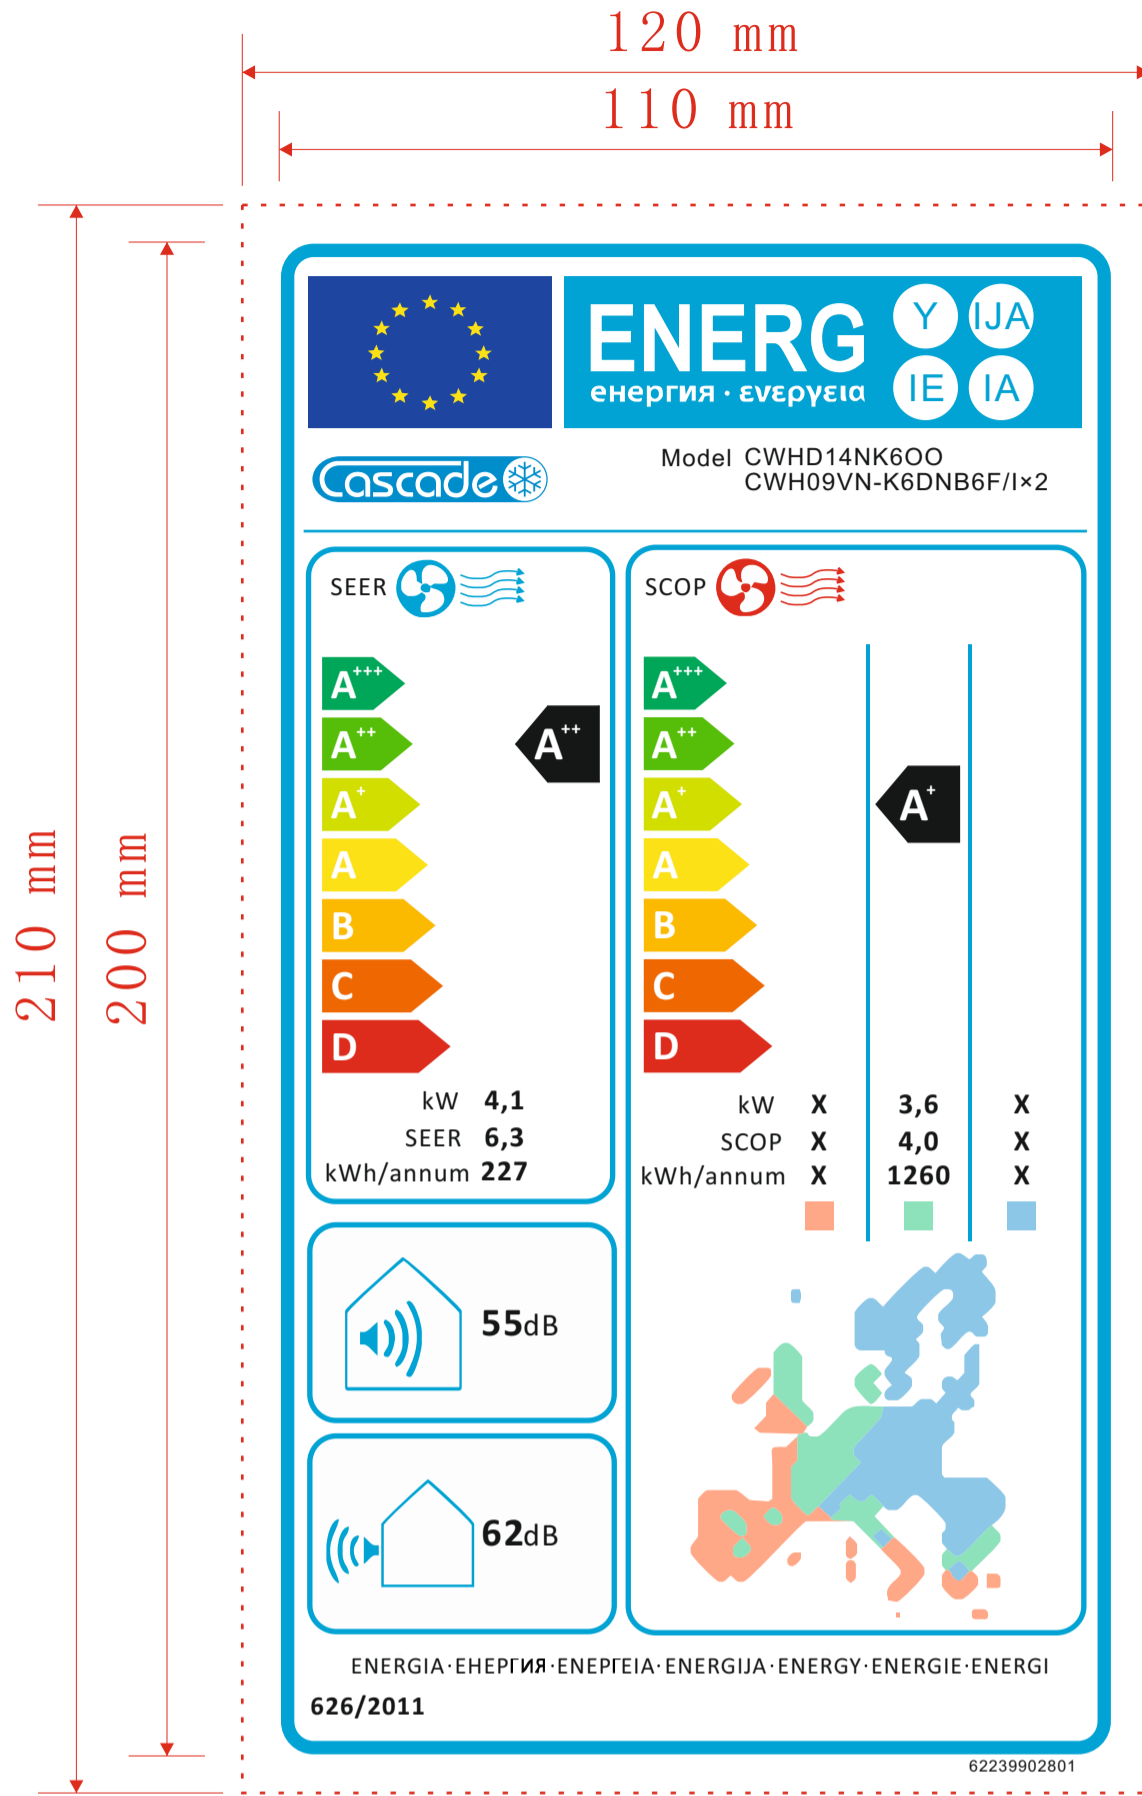 120 mm
110 mm
210 mm
200 mm
ENERG
енергия · ενεργεια
Y IJA
IE IA
Cascade
Model CWHD14NK6OO
CWH09VN-K6DNB6F/I×2
SEER
A+++
A++
A+
A
B
C
D
A++
kW 4,1
SEER 6,3
kWh/annum 227
SCOP
A+++
A++
A+
A
B
C
D
A+
kW X 3,6 X
SCOP X 4,0 X
kWh/annum X 1260 X
55dB
62dB
ENERGIA·ЕНЕРГИЯ·ΕΝΕΡΓΕΙΑ·ENERGIJA·ENERGY·ENERGIE·ENERGI
626/2011
62239902801